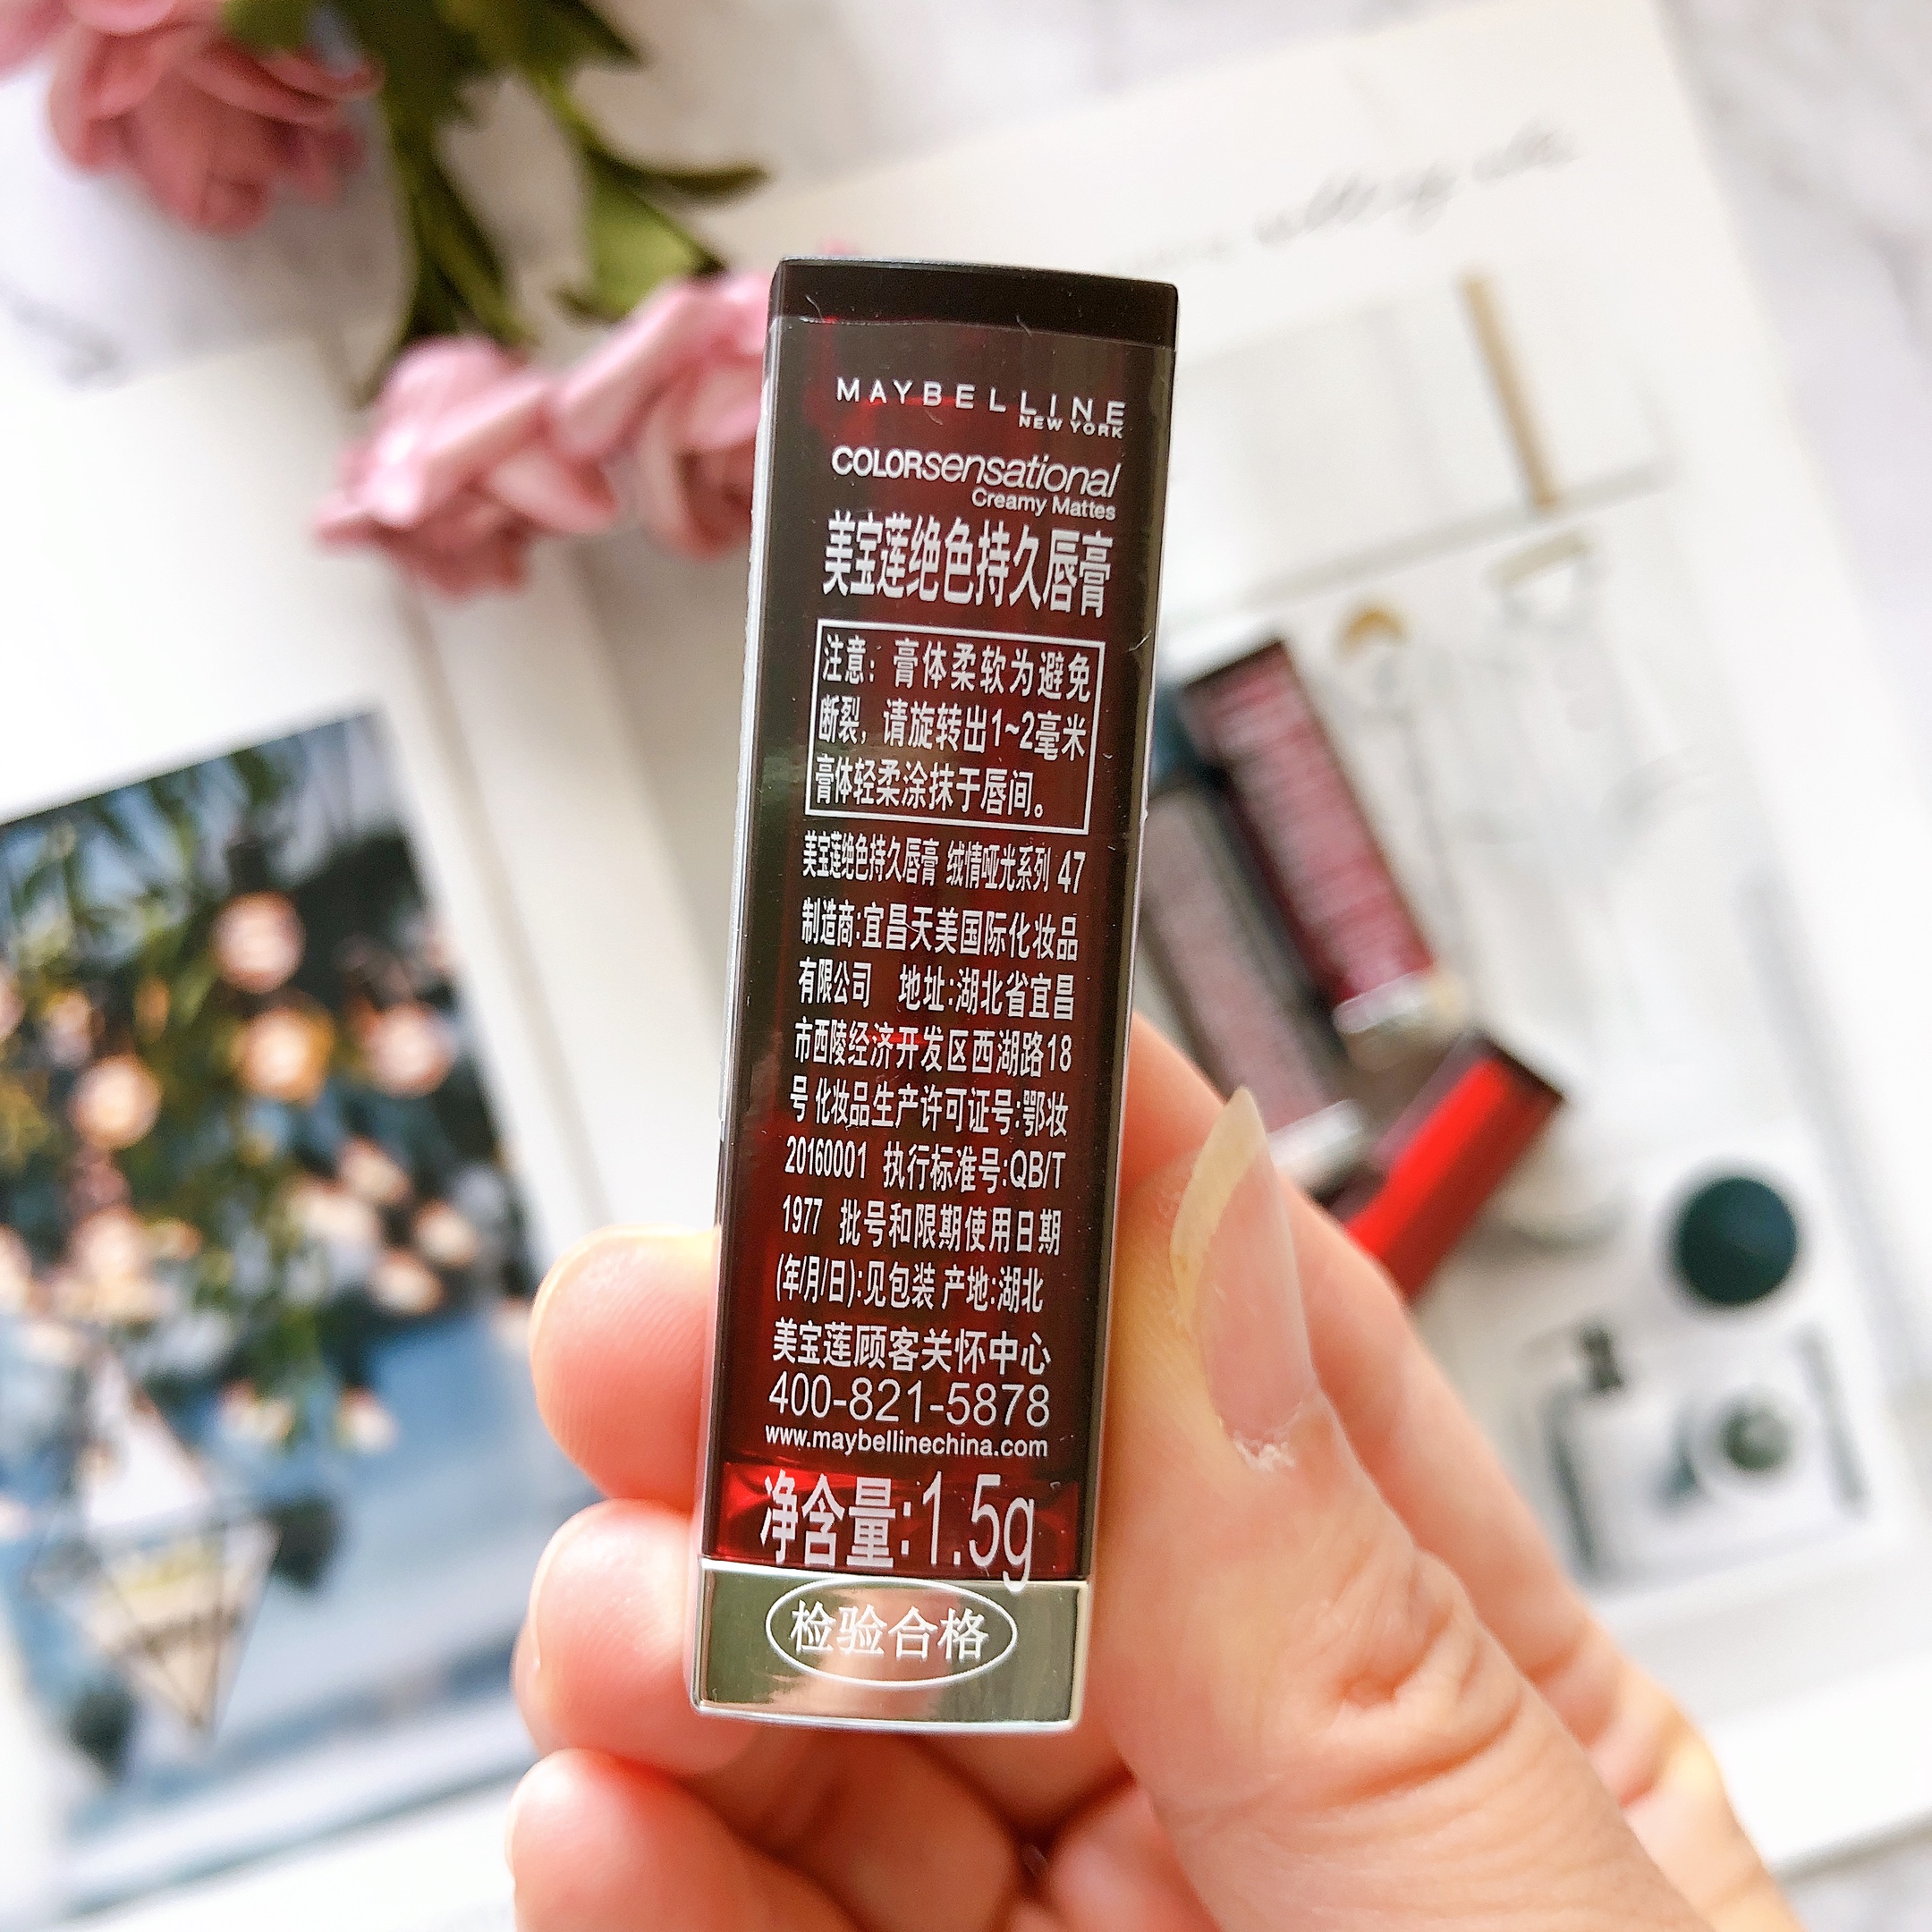 MAYBELLINE
NEW YORK
COLORsensational
Creamy Mattes
美宝莲绝色持久唇膏
注意：膏体柔软为避免
断裂，请旋转出1~2毫米
膏体轻柔涂抹于唇间。
美宝莲绝色持久唇膏 绒情哑光系列 47
制造商:宜昌天美国际化妆品
有限公司 地址:湖北省宜昌
市西陵经济开发区西湖路18
号 化妆品生产许可证号:鄂妆
20160001 执行标准号:QB/T
1977 批号和限期使用日期
(年/月/日):见包装 产地:湖北
美宝莲顾客关怀中心
400-821-5878
www.maybellinechina.com
净含量:1.5g
检验合格